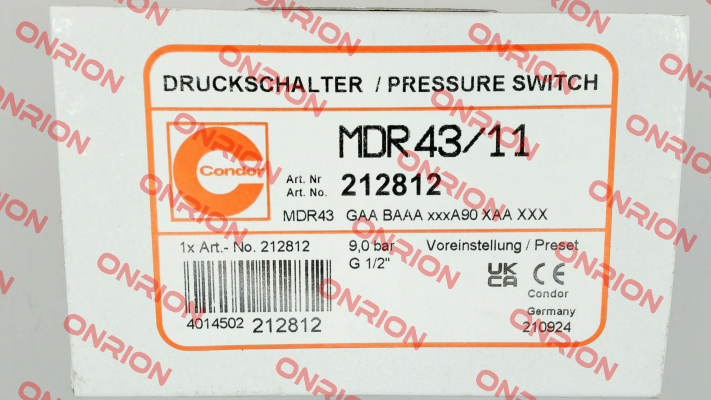 DRUCKSCHALTER / PRESSURE SWITCH
Condor
MDR43/11
Art. Nr
Art. No. 212812
MDR43 GAA BAAA xxxA90 XAA XXX
1x Art.- No. 212812
9,0 bar Voreinstellung / Preset
G 1/2"
UK
CA CE
Condor
Germany
210924
4014502 212812
ONRION